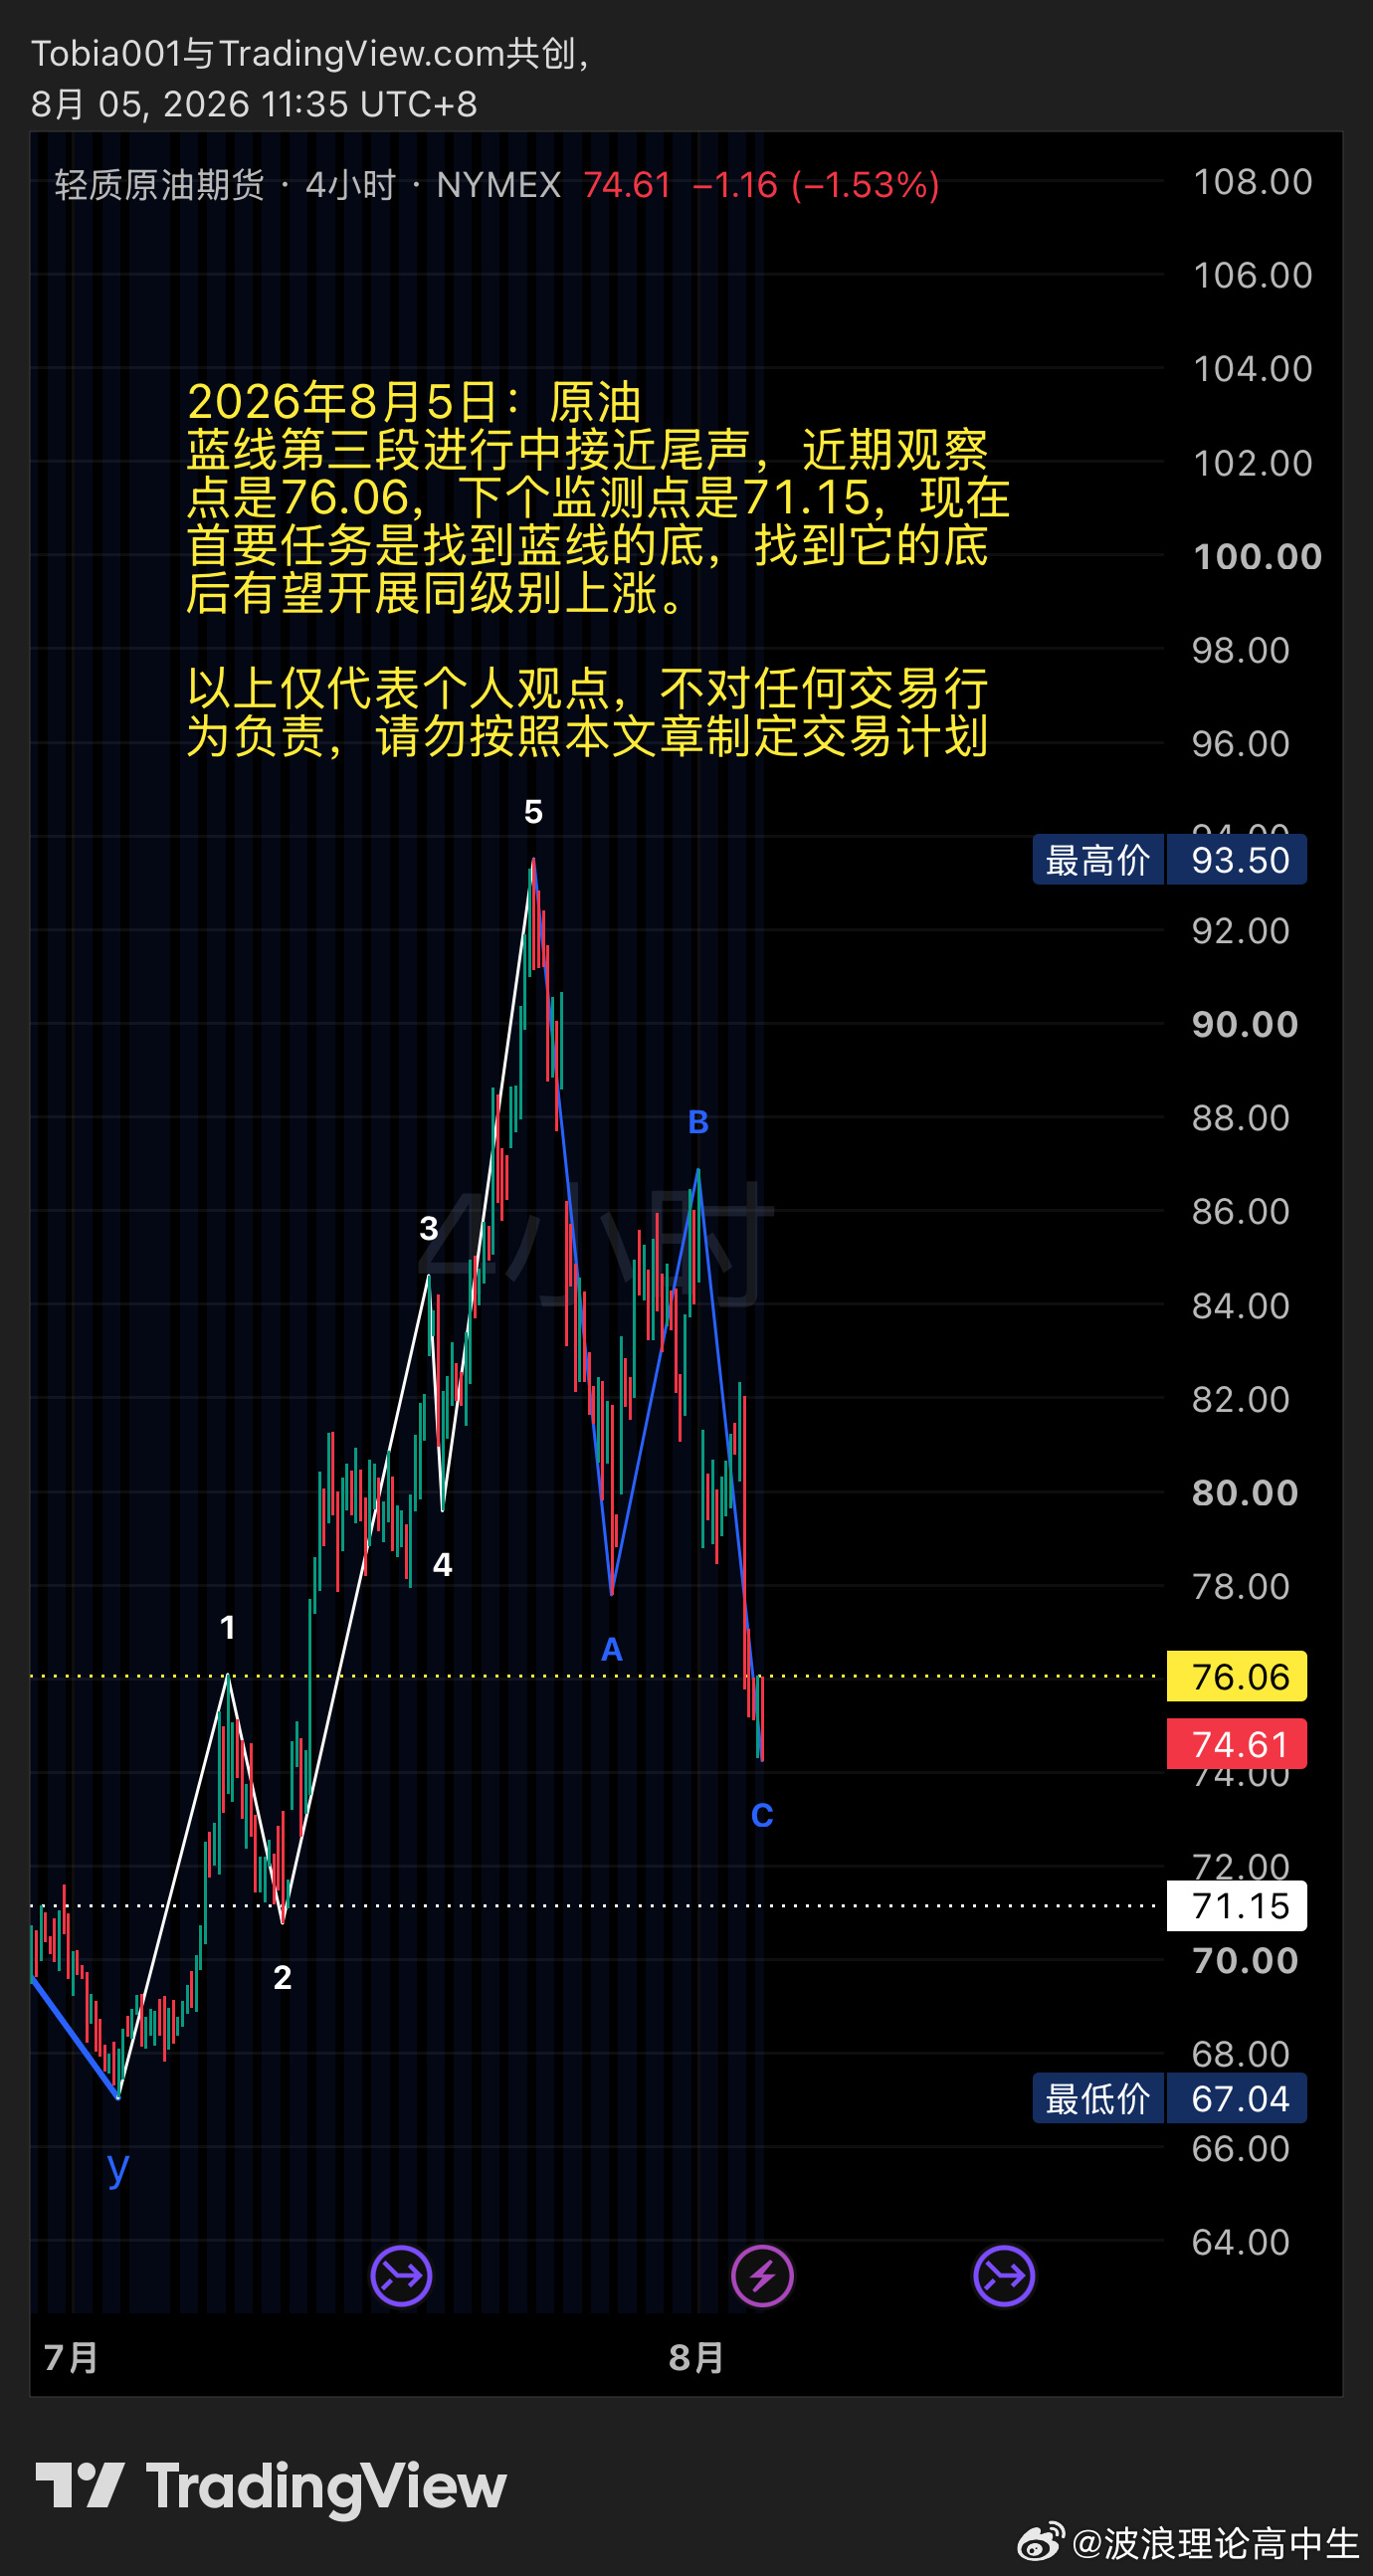 Tobia001与TradingView.com共创，
8月 05, 2026 11:35 UTC+8
轻质原油期货 · 4小时 · NYMEX 74.61 −1.16 (−1.53%)
108.00
106.00
104.00
2026年8月5日：原油
蓝线第三段进行中接近尾声，近期观察
点是76.06，下个监测点是71.15，现在
首要任务是找到蓝线的底，找到它的底
后有望开展同级别上涨。
102.00
100.00
98.00
以上仅代表个人观点，不对任何交易行
为负责，请勿按照本文章制定交易计划
96.00
5
94.00
最高价 93.50
92.00
90.00
B
88.00
4小时
3
86.00
84.00
82.00
80.00
4
78.00
1
A
76.06
74.61
74.00
C
72.00
71.15
70.00
2
68.00
最低价 67.04
66.00
y
64.00
7月
8月
TradingView
@波浪理论高中生